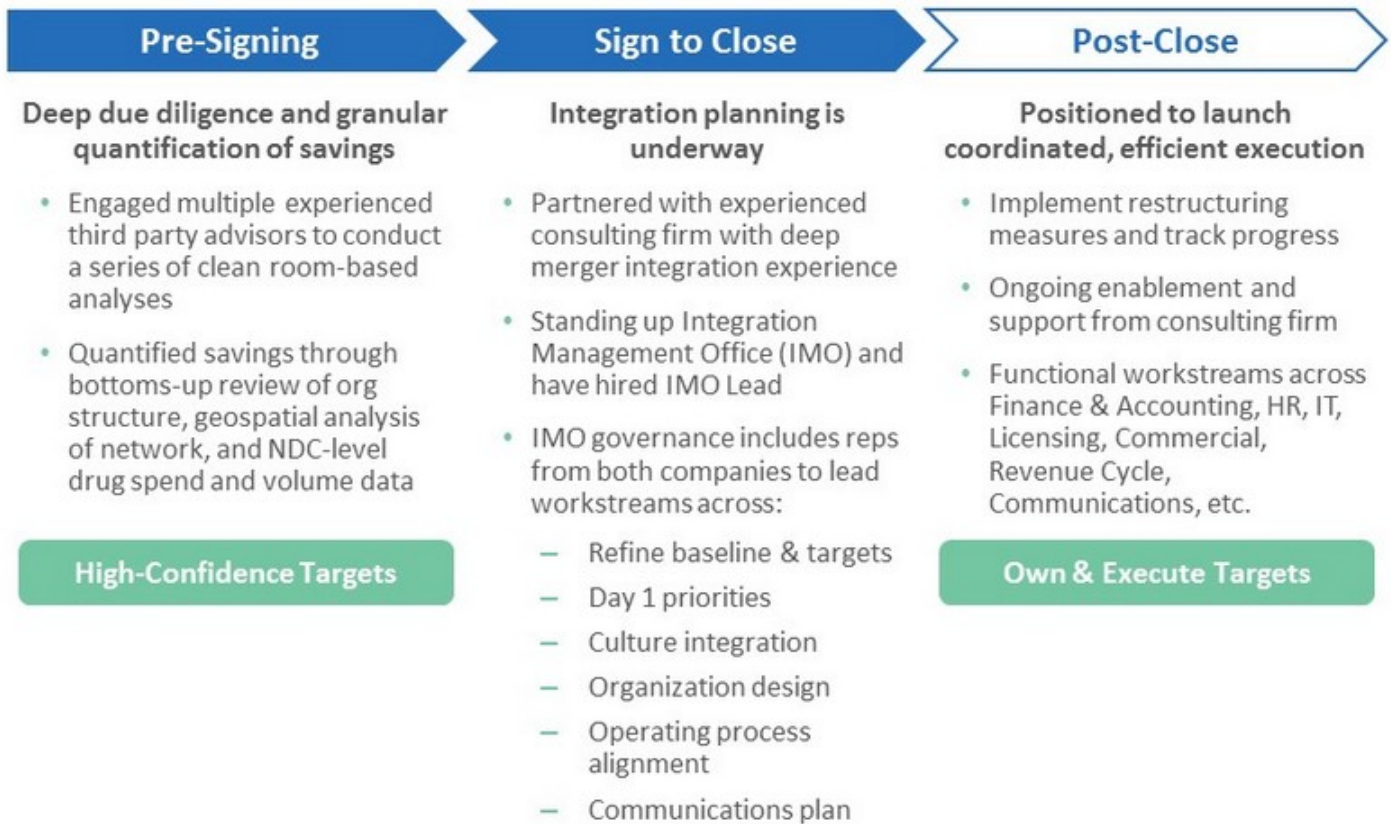 Pre-Signing
Sign to Close
Post-Close
Deep due diligence and granular
quantification of savings
• Engaged multiple experienced
third party advisors to conduct
a series of clean room-based
analyses
• Quantified savings through
bottoms-up review of org
structure, geospatial analysis
of network, and NDC-level
drug spend and volume data
High-Confidence Targets
Integration planning is
underway
• Partnered with experienced
consulting firm with deep
merger integration experience
• Standing up Integration
Management Office (IMO) and
have hired IMO Lead
• IMO governance includes reps
from both companies to lead
workstreams across:
– Refine baseline & targets
– Day 1 priorities
– Culture integration
– Organization design
– Operating process
alignment
– Communications plan
Positioned to launch
coordinated, efficient execution
• Implement restructuring
measures and track progress
• Ongoing enablement and
support from consulting firm
• Functional workstreams across
Finance & Accounting, HR, IT,
Licensing, Commercial,
Revenue Cycle,
Communications, etc.
Own & Execute Targets